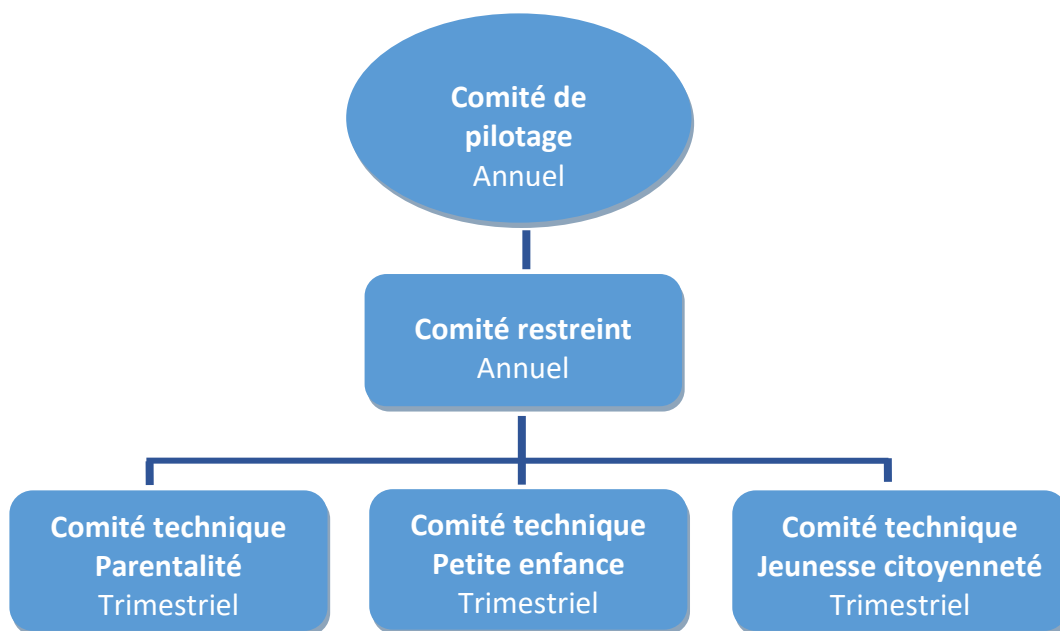 Comité de
pilotage
Annuel
Comité restreint
Annuel
Comité technique
Parentalité
Trimestriel
Comité technique
Petite enfance
Trimestriel
Comité technique
Jeunesse citoyenneté
Trimestriel